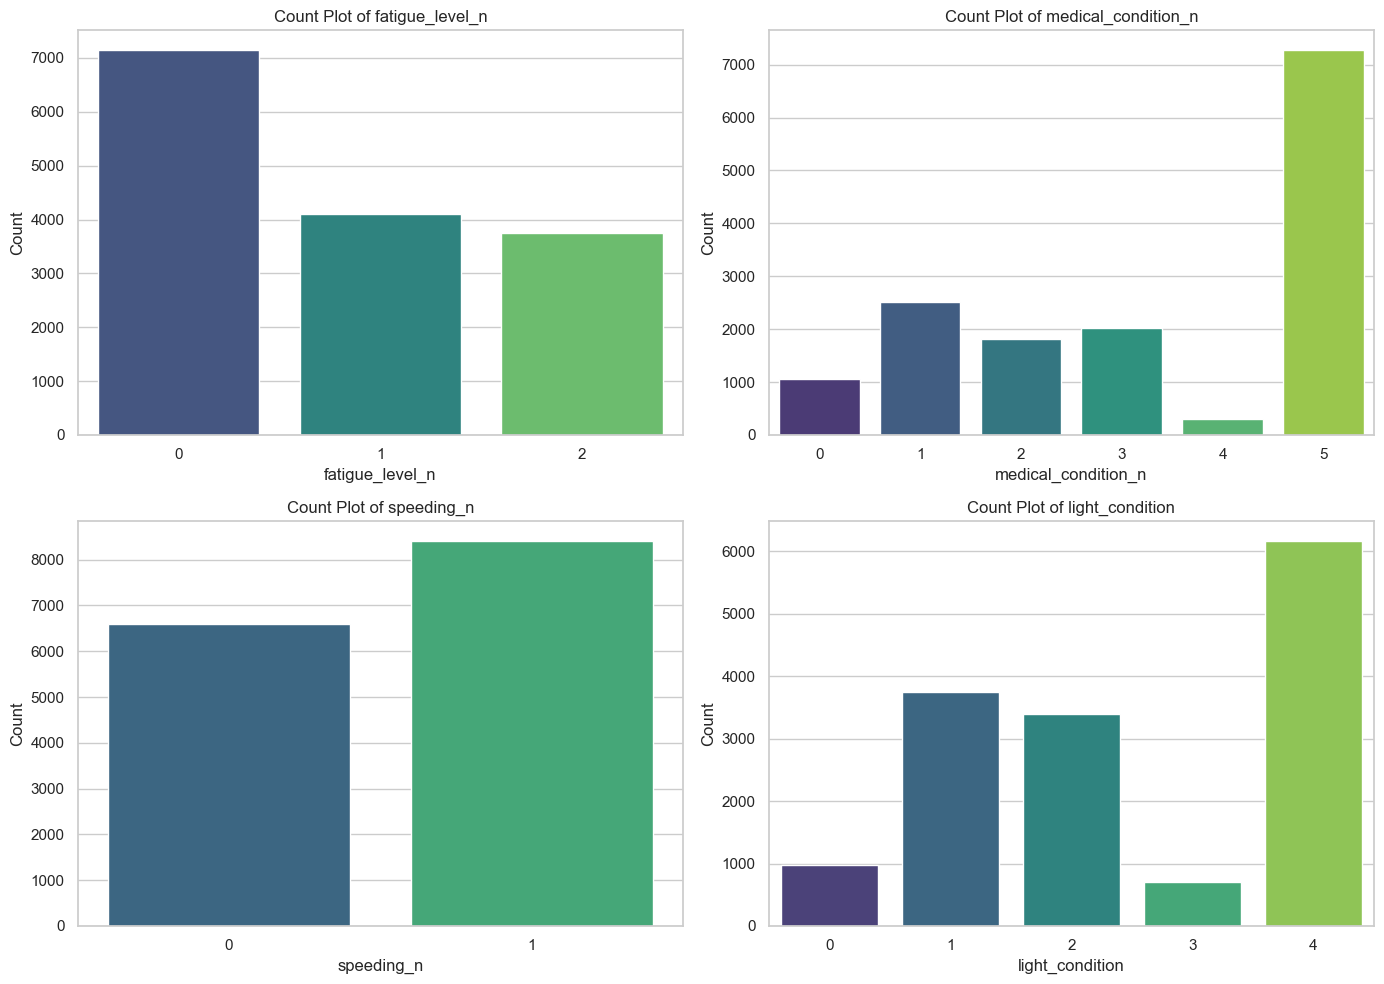 Count Plot of fatigue_level_n
Count
7000
6000
5000
4000
3000
2000
1000
0
0 1 2
fatigue_level_n
Count Plot of medical_condition_n
Count
7000
6000
5000
4000
3000
2000
1000
0
0 1 2 3 4 5
medical_condition_n
Count Plot of speeding_n
Count
8000
7000
6000
5000
4000
3000
2000
1000
0
0 1
speeding_n
Count Plot of light_condition
Count
6000
5000
4000
3000
2000
1000
0
0 1 2 3 4
light_condition